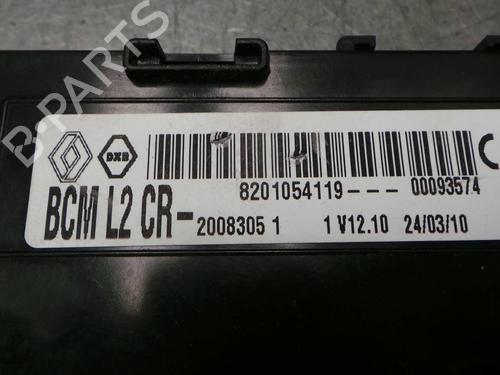 B-PARTS
DXB
8201054119--- 00093574
BCM L2 CR- 2008305 1 1 V12.10 24/03/10